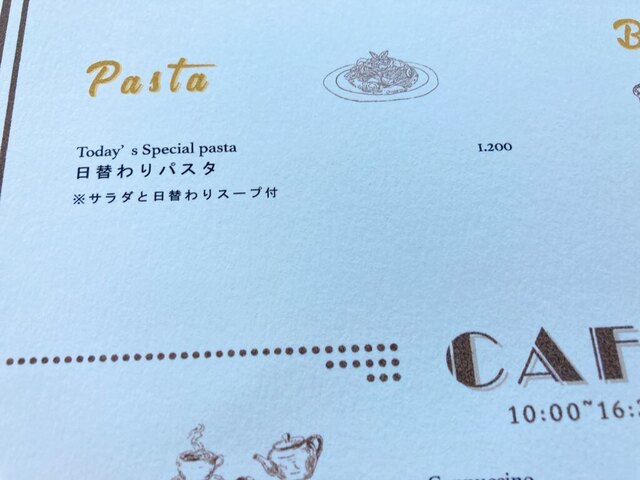 Pasta
Today's Special pasta 1.200
日替わりパスタ
※サラダと日替わりスープ付
10:00~16: